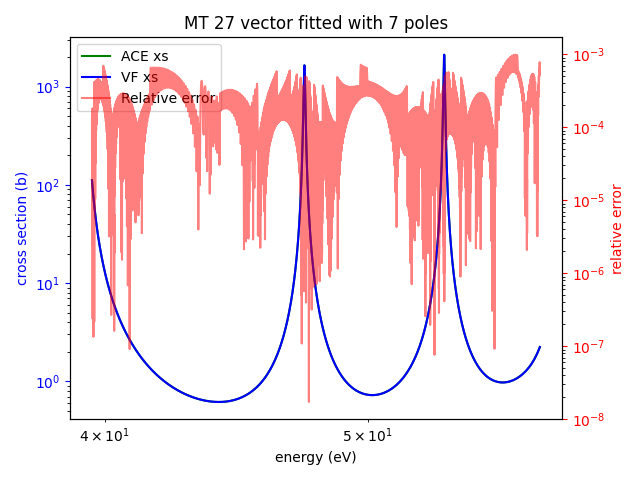 MT 27 vector fitted with 7 poles
ACE xs
VF xs
Relative error
cross section (b)
10³
10²
10¹
10⁰
10⁻³
10⁻⁴
10⁻⁵
10⁻⁶
10⁻⁷
10⁻⁸
relative error
4 × 10¹
5 × 10¹
energy (eV)